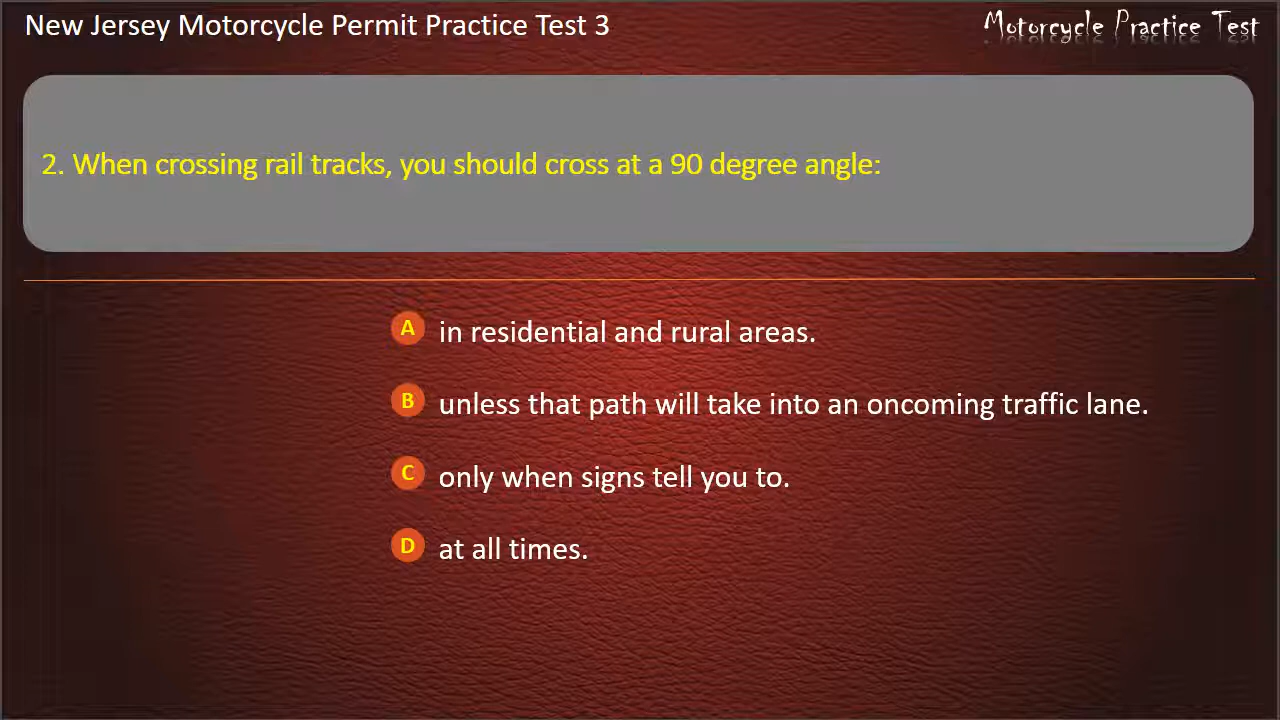 New Jersey Motorcycle Permit Practice Test 3
Motorcycle Practice Test
2. When crossing rail tracks, you should cross at a 90 degree angle:
A in residential and rural areas.
B unless that path will take into an oncoming traffic lane.
C only when signs tell you to.
D at all times.